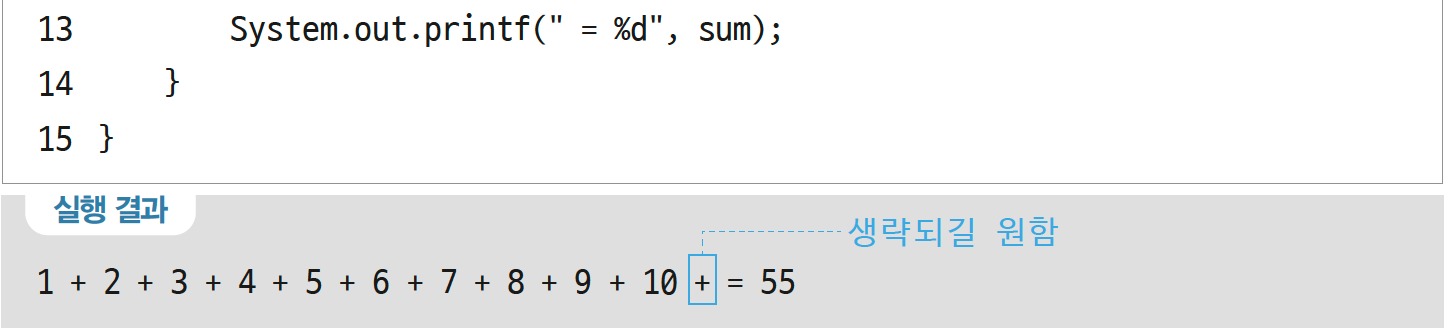 13 System.out.printf(" = %d", sum);
14 }
15 }
실행 결과
생략되길 원함
1 + 2 + 3 + 4 + 5 + 6 + 7 + 8 + 9 + 10 + = 55